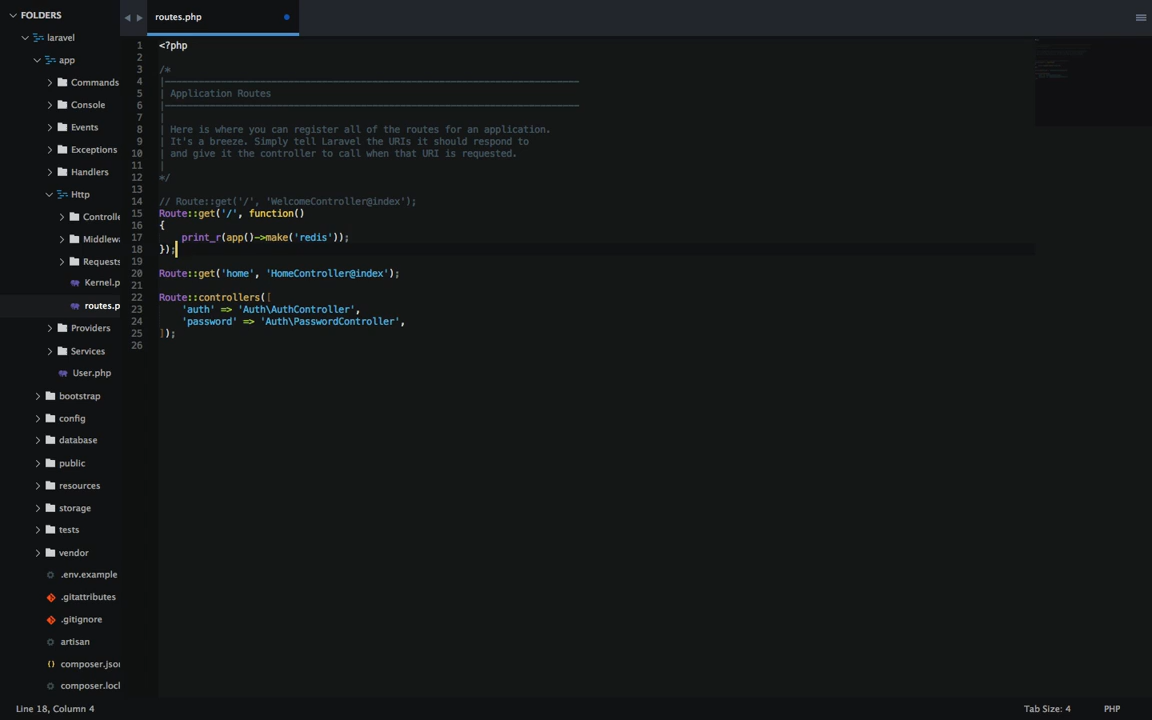 FOLDERS
laravel
app
Commands
Console
Events
Exceptions
Handlers
Http
Controlle
Middlewa
Requests
Kernel.p
routes.p
Providers
Services
User.php
bootstrap
config
database
public
resources
storage
tests
vendor
.env.example
.gitattributes
.gitignore
artisan
composer.json
composer.lock
routes.php
1 <?php
2
3 /*
4 |--------------------------------------------------------------------------
5 | Application Routes
6 |--------------------------------------------------------------------------
7 |
8 | Here is where you can register all of the routes for an application.
9 | It's a breeze. Simply tell Laravel the URIs it should respond to
10 | and give it the controller to call when that URI is requested.
11 |
12 */
13
14 // Route::get('/', 'WelcomeController@index');
15 Route::get('/', function()
16 {
17     print_r(app()->make('redis'));
18 });
19
20 Route::get('home', 'HomeController@index');
21
22 Route::controllers([
23     'auth' => 'Auth\AuthController',
24     'password' => 'Auth\PasswordController',
25 ]);
26
Line 18, Column 4
Tab Size: 4
PHP